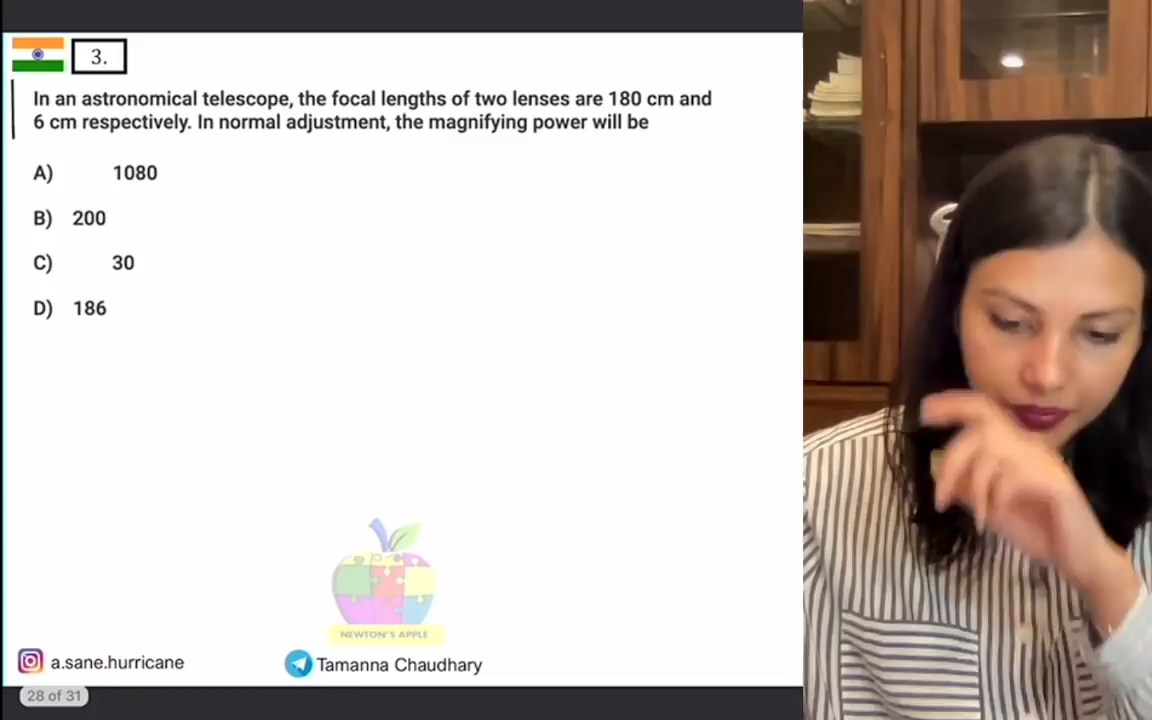 3.
In an astronomical telescope, the focal lengths of two lenses are 180 cm and
6 cm respectively. In normal adjustment, the magnifying power will be
A) 1080
B) 200
C) 30
D) 186
NEWTON'S APPLE
a.sane.hurricane
Tamanna Chaudhary
28 of 31